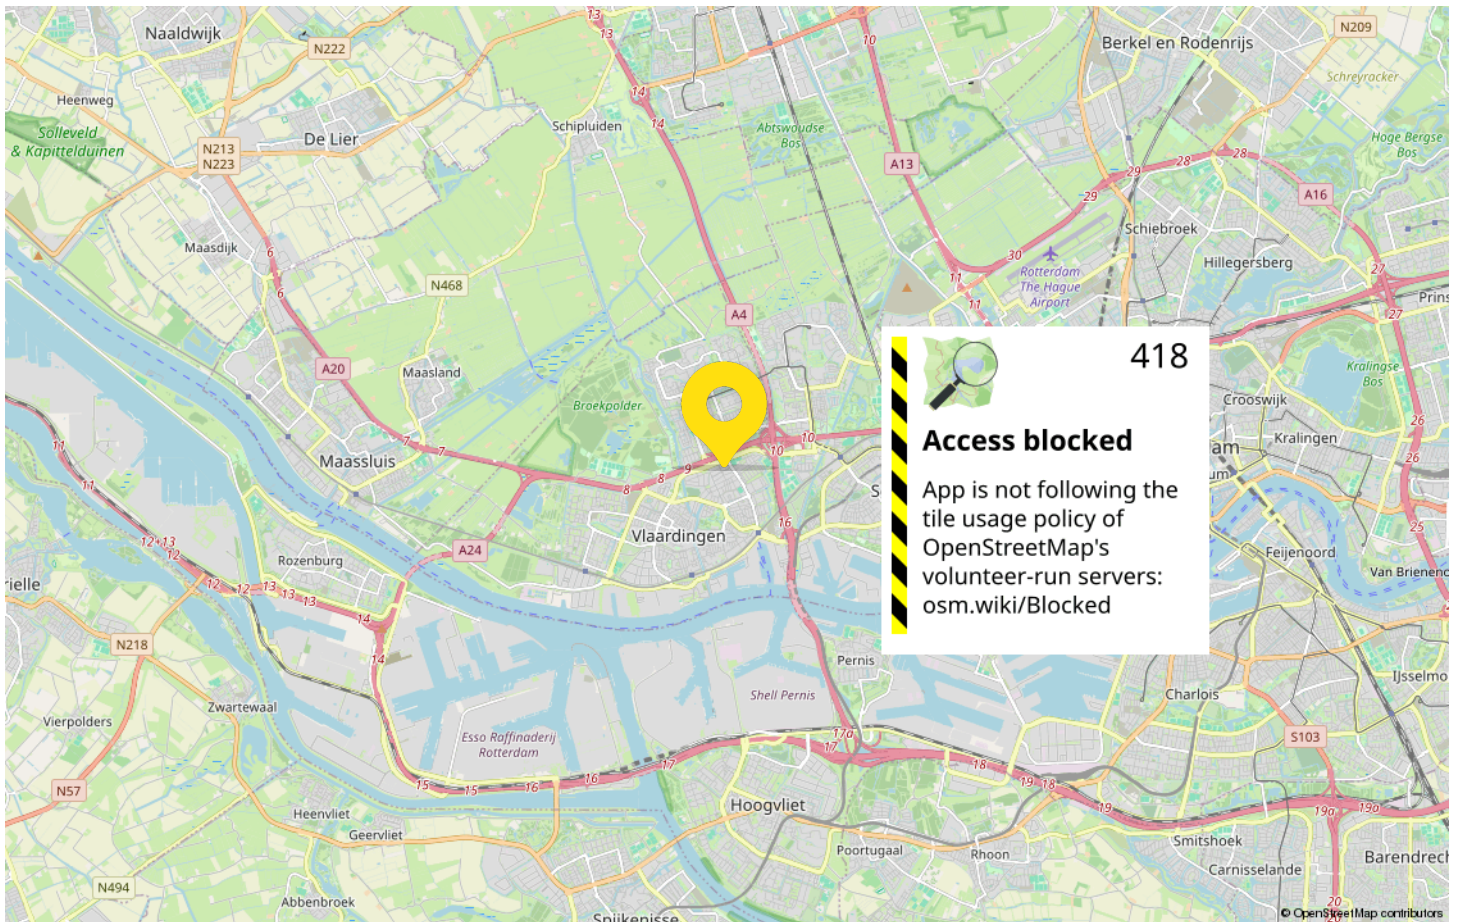 13
13
10
N209
Naaldwijk
N222
Berkel en Rodenrijs
Schreyracker
Heenweg
14
14
Schipluiden
Abtswoudse
Bos
Solleveld
& Kapittelduinen
De Lier
N213
N223
A13
28
28
29
29
Hoge Bergse
Bos
A16
Maasdijk
6
6
Schiebroek
30
Hillegersberg
27
27
11
11
Rotterdam
The Hague
Airport
N468
A4
Prins
A20
Maasland
Broekpolder
418
Kralingse
Bos
Crooswijk
Kralingen
26
26
Access blocked
App is not following the
tile usage policy of
OpenStreetMap's
volunteer-run servers:
osm.wiki/Blocked
am
um
11
11
7
7
Maassluis
8
8
9
10
10
S
16
Vlaardingen
25
12
13
12
A24
Rozenburg
Feijenoord
Van Brieneno
rielle
12
12
13
13
13
14
14
N218
Pernis
Shell Pernis
Charlois
IJsselmo
Zwartewaal
Vierpolders
Esso Raffinaderij
Rotterdam
17a
17
S103
N57
15
15
16
16
17
18
19
18
19
19a
19a
Heenvliet
Geervliet
Hoogvliet
Poortugaal
Rhoon
Smitshoek
Carnisselande
Barendrech
N494
Abbenbroek
Spijkenisse
20
20
© OpenStreetMap contributors